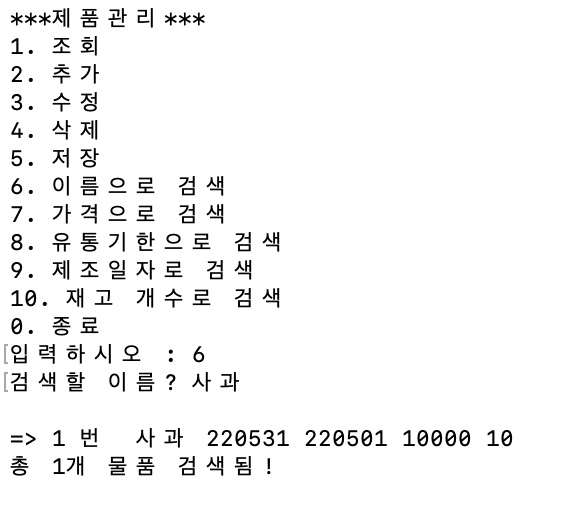 ***제품관리***
1. 조회
2. 추가
3. 수정
4. 삭제
5. 저장
6. 이름으로 검색
7. 가격으로 검색
8. 유통기한으로 검색
9. 제조일자로 검색
10. 재고 개수로 검색
0. 종료
[입력하시오 : 6
[검색할 이름? 사과
=> 1 번  사과 220531 220501 10000 10
총 1개 물품 검색됨!